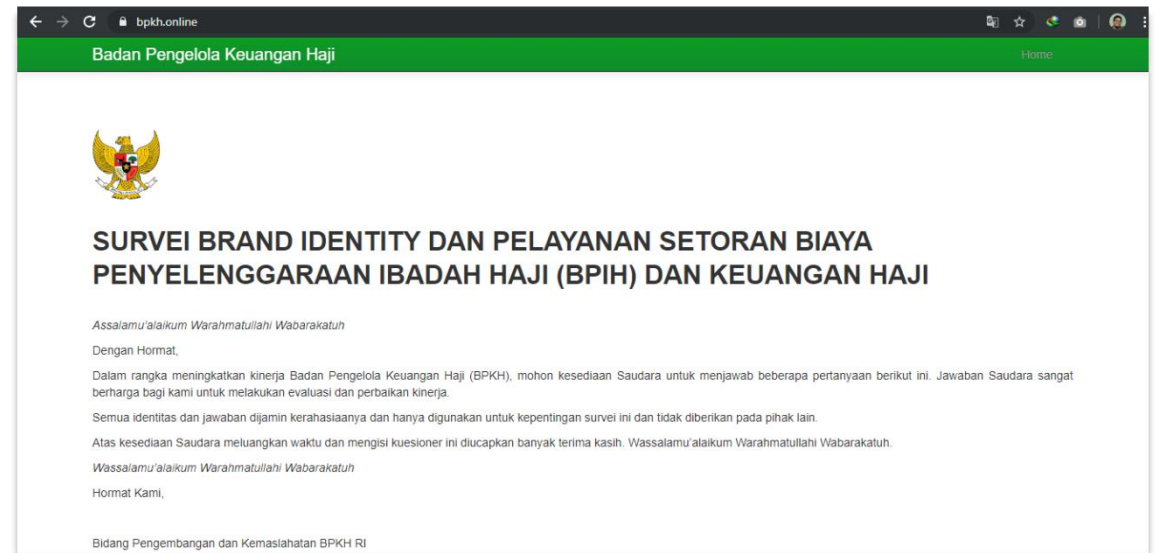 bpkh.online
Badan Pengelola Keuangan Haji
Home
SURVEI BRAND IDENTITY DAN PELAYANAN SETORAN BIAYA
PENYELENGGARAAN IBADAH HAJI (BPIH) DAN KEUANGAN HAJI
Assalamu'alaikum Warahmatullahi Wabarakatuh
Dengan Hormat,
Dalam rangka meningkatkan kinerja Badan Pengelola Keuangan Haji (BPKH), mohon kesediaan Saudara untuk menjawab beberapa pertanyaan berikut ini. Jawaban Saudara sangat
berharga bagi kami untuk melakukan evaluasi dan perbaikan kinerja.
Semua identitas dan jawaban dijamin kerahasiaanya dan hanya digunakan untuk kepentingan survei ini dan tidak diberikan pada pihak lain.
Atas kesediaan Saudara meluangkan waktu dan mengisi kuesioner ini diucapkan banyak terima kasih. Wassalamu'alaikum Warahmatullahi Wabarakatuh.
Wassalamu'alaikum Warahmatullahi Wabarakatuh
Hormat Kami,
Bidang Pengembangan dan Kemaslahatan BPKH RI